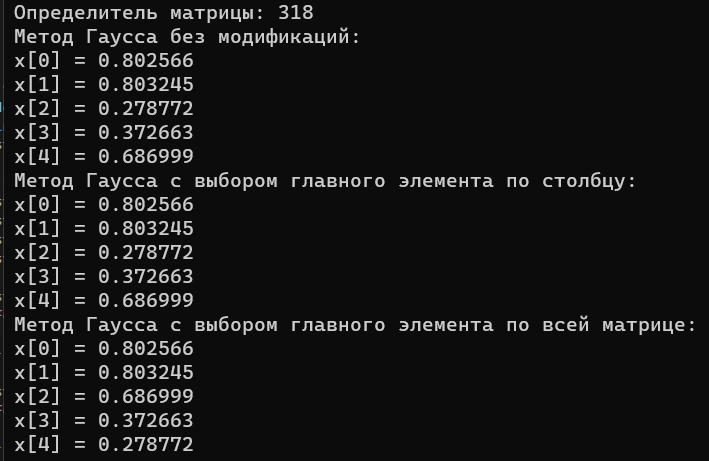 Определитель матрицы: 318
Метод Гаусса без модификаций:
x[0] = 0.802566
x[1] = 0.803245
x[2] = 0.278772
x[3] = 0.372663
x[4] = 0.686999
Метод Гаусса с выбором главного элемента по столбцу:
x[0] = 0.802566
x[1] = 0.803245
x[2] = 0.278772
x[3] = 0.372663
x[4] = 0.686999
Метод Гаусса с выбором главного элемента по всей матрице:
x[0] = 0.802566
x[1] = 0.803245
x[2] = 0.686999
x[3] = 0.372663
x[4] = 0.278772